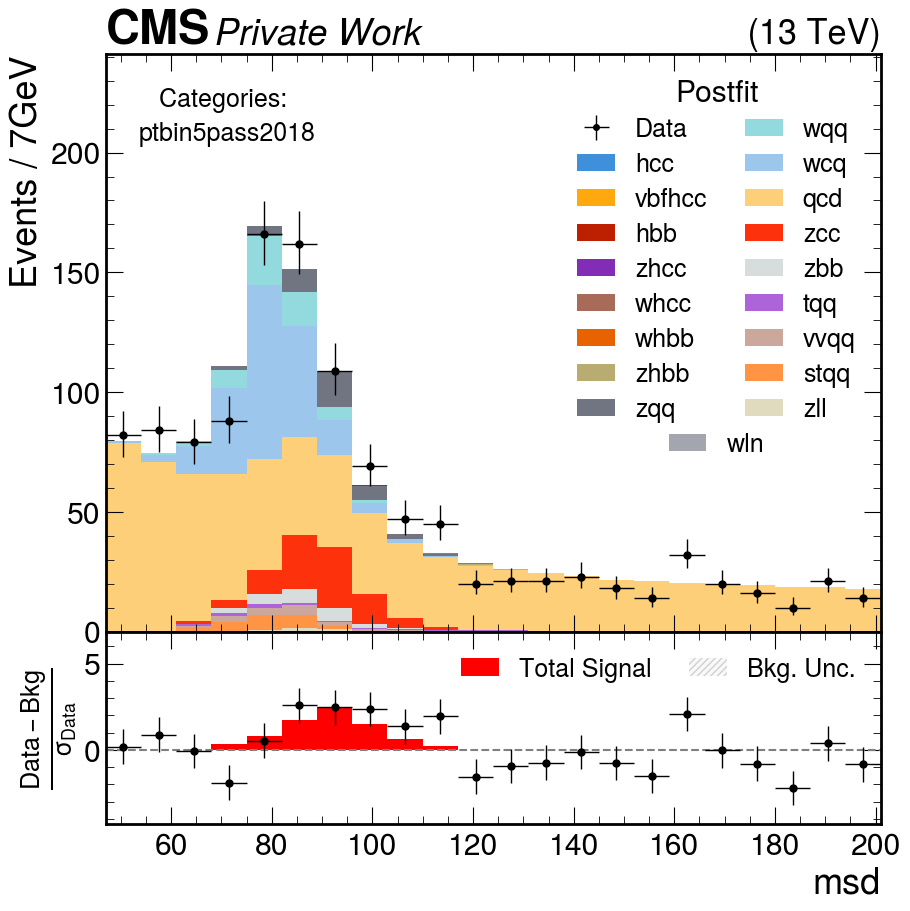 CMS Private Work (13 TeV)
Events / 7GeV
Categories:
ptbin5pass2018
Postfit
Data
hcc
vbfhcc
hbb
zhcc
whcc
whbb
zhbb
zqq
wqq
wcq
qcd
zcc
zbb
tqq
vvqq
stqq
zll
wln
200
150
100
50
0
Total Signal
Bkg. Unc.
Data – Bkg
σData
5
0
60 80 100 120 140 160 180 200
msd